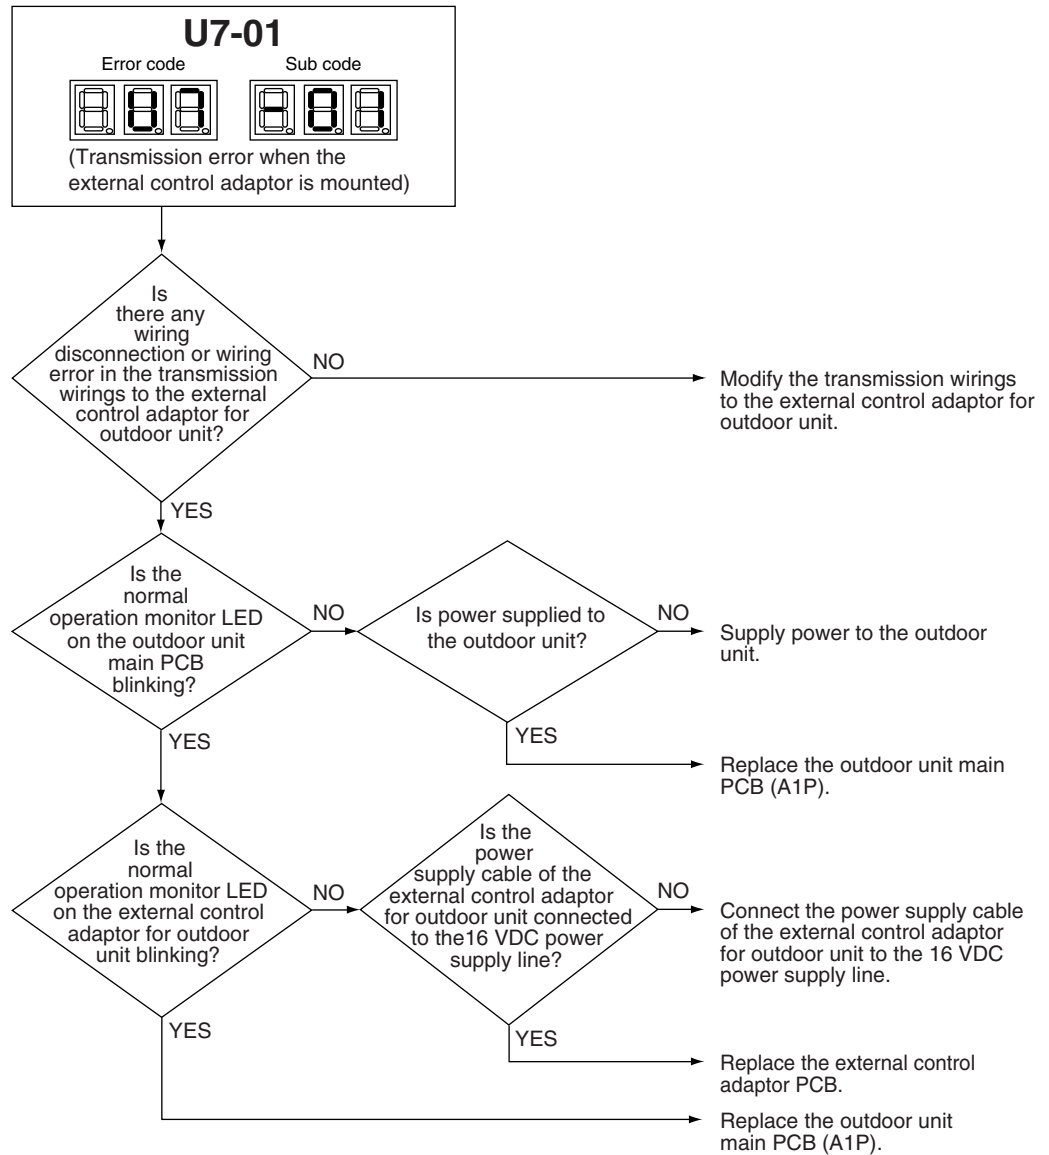 U7-01
Error code
Sub code
U7
-01
(Transmission error when the
external control adaptor is mounted)
Is
there any
wiring
disconnection or wiring
error in the transmission
wirings to the external
control adaptor for
outdoor unit?
NO
Modify the transmission wirings
to the external control adaptor for
outdoor unit.
YES
Is the
normal
operation monitor LED
on the outdoor unit
main PCB
blinking?
NO
Is power supplied to
the outdoor unit?
NO
Supply power to the outdoor
unit.
YES
YES
Replace the outdoor unit main
PCB (A1P).
Is the
normal
operation monitor LED
on the external control
adaptor for outdoor
unit blinking?
NO
Is the
power
supply cable of the
external control adaptor
for outdoor unit connected
to the16 VDC power
supply line?
NO
Connect the power supply cable
of the external control adaptor
for outdoor unit to the 16 VDC
power supply line.
YES
YES
Replace the external control
adaptor PCB.
Replace the outdoor unit
main PCB (A1P).